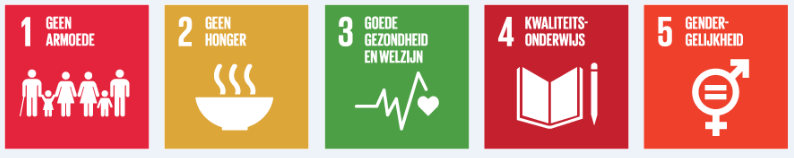 1 GEEN
ARMOEDE
2 GEEN
HONGER
3 GOEDE
GEZONDHEID
EN WELZIJN
4 KWALITEITS-
ONDERWIJS
5 GENDER-
GELIJKHEID